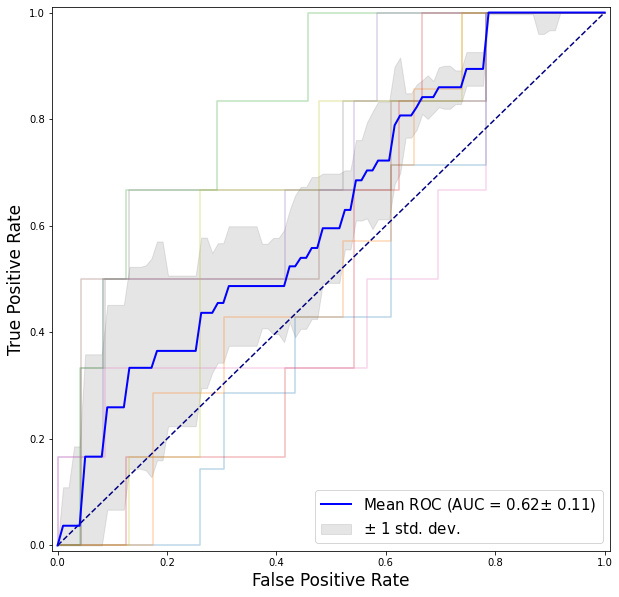 1.0
0.8
0.6
0.4
0.2
0.0
True Positive Rate
Mean ROC (AUC = 0.62± 0.11)
± 1 std. dev.
0.0 0.2 0.4 0.6 0.8 1.0
False Positive Rate